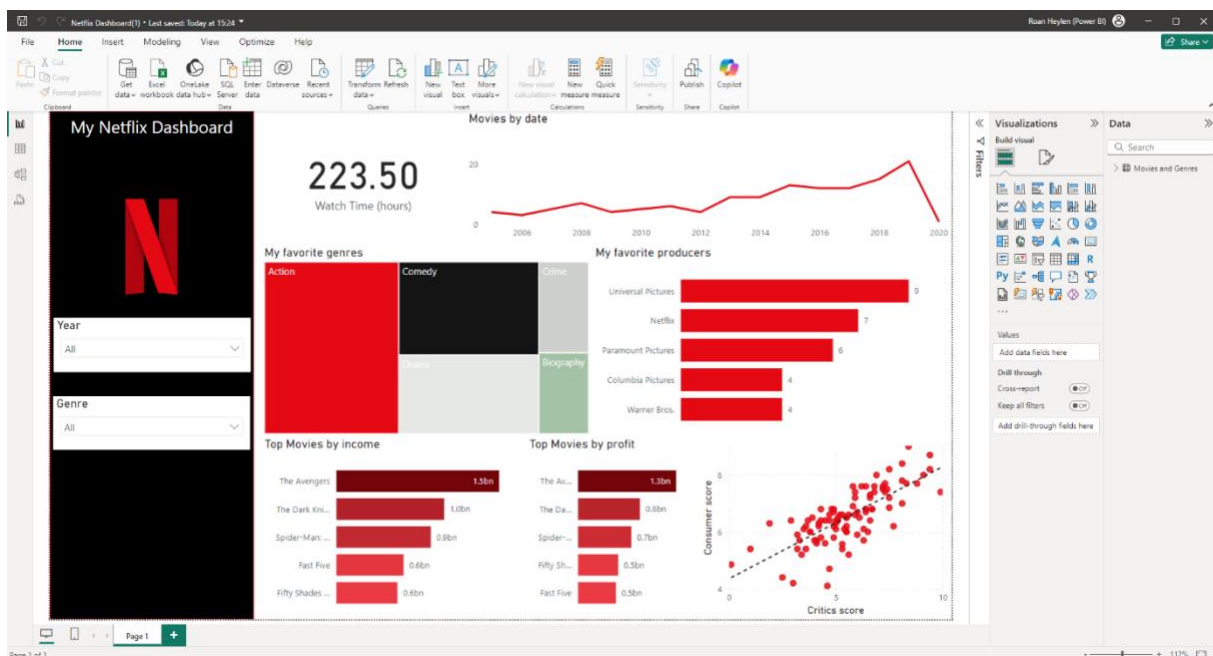 Netflix Dashboard(1) • Last saved: Today at 15:24
Roan Heylen (Power BI)
File Home Insert Modeling View Optimize Help
Share
Paste
Cut
Copy
Format painter
Get data
Excel workbook
OneLake data hub
SQL Server
Enter data
Dataverse
Recent sources
Transform data
Refresh
New visual
Text box
More visuals
New visual calculation
New measure
Quick measure
Sensitivity
Publish
Copilot
Clipboard
Data
Queries
Insert
Calculations
Sensitivity
Share
Copilot
My Netflix Dashboard
Year
All
Genre
All
223.50
Watch Time (hours)
Movies by date
20
0
2006 2008 2010 2012 2014 2016 2018 2020
My favorite genres
Action
Comedy
Crime
Drama
Biography
My favorite producers
Universal Pictures 9
Netflix 7
Paramount Pictures 6
Columbia Pictures 4
Warner Bros. 4
Top Movies by income
The Avengers 1.5bn
The Dark Kni... 1.0bn
Spider-Man: ... 0.9bn
Fast Five 0.6bn
Fifty Shades ... 0.6bn
Top Movies by profit
The Av... 1.3bn
The Da... 0.8bn
Spider-... 0.7bn
Fifty Sh... 0.5bn
Fast Five 0.5bn
Consumer score
8
6
4
0 5 10
Critics score
Filters
Visualizations
Build visual
R
Py
...
Values
Add data fields here
Drill through
Cross-report Off
Keep all filters Off
Add drill-through fields here
Data
Search
Movies and Genres
Page 1
Page 1 of 1
112%